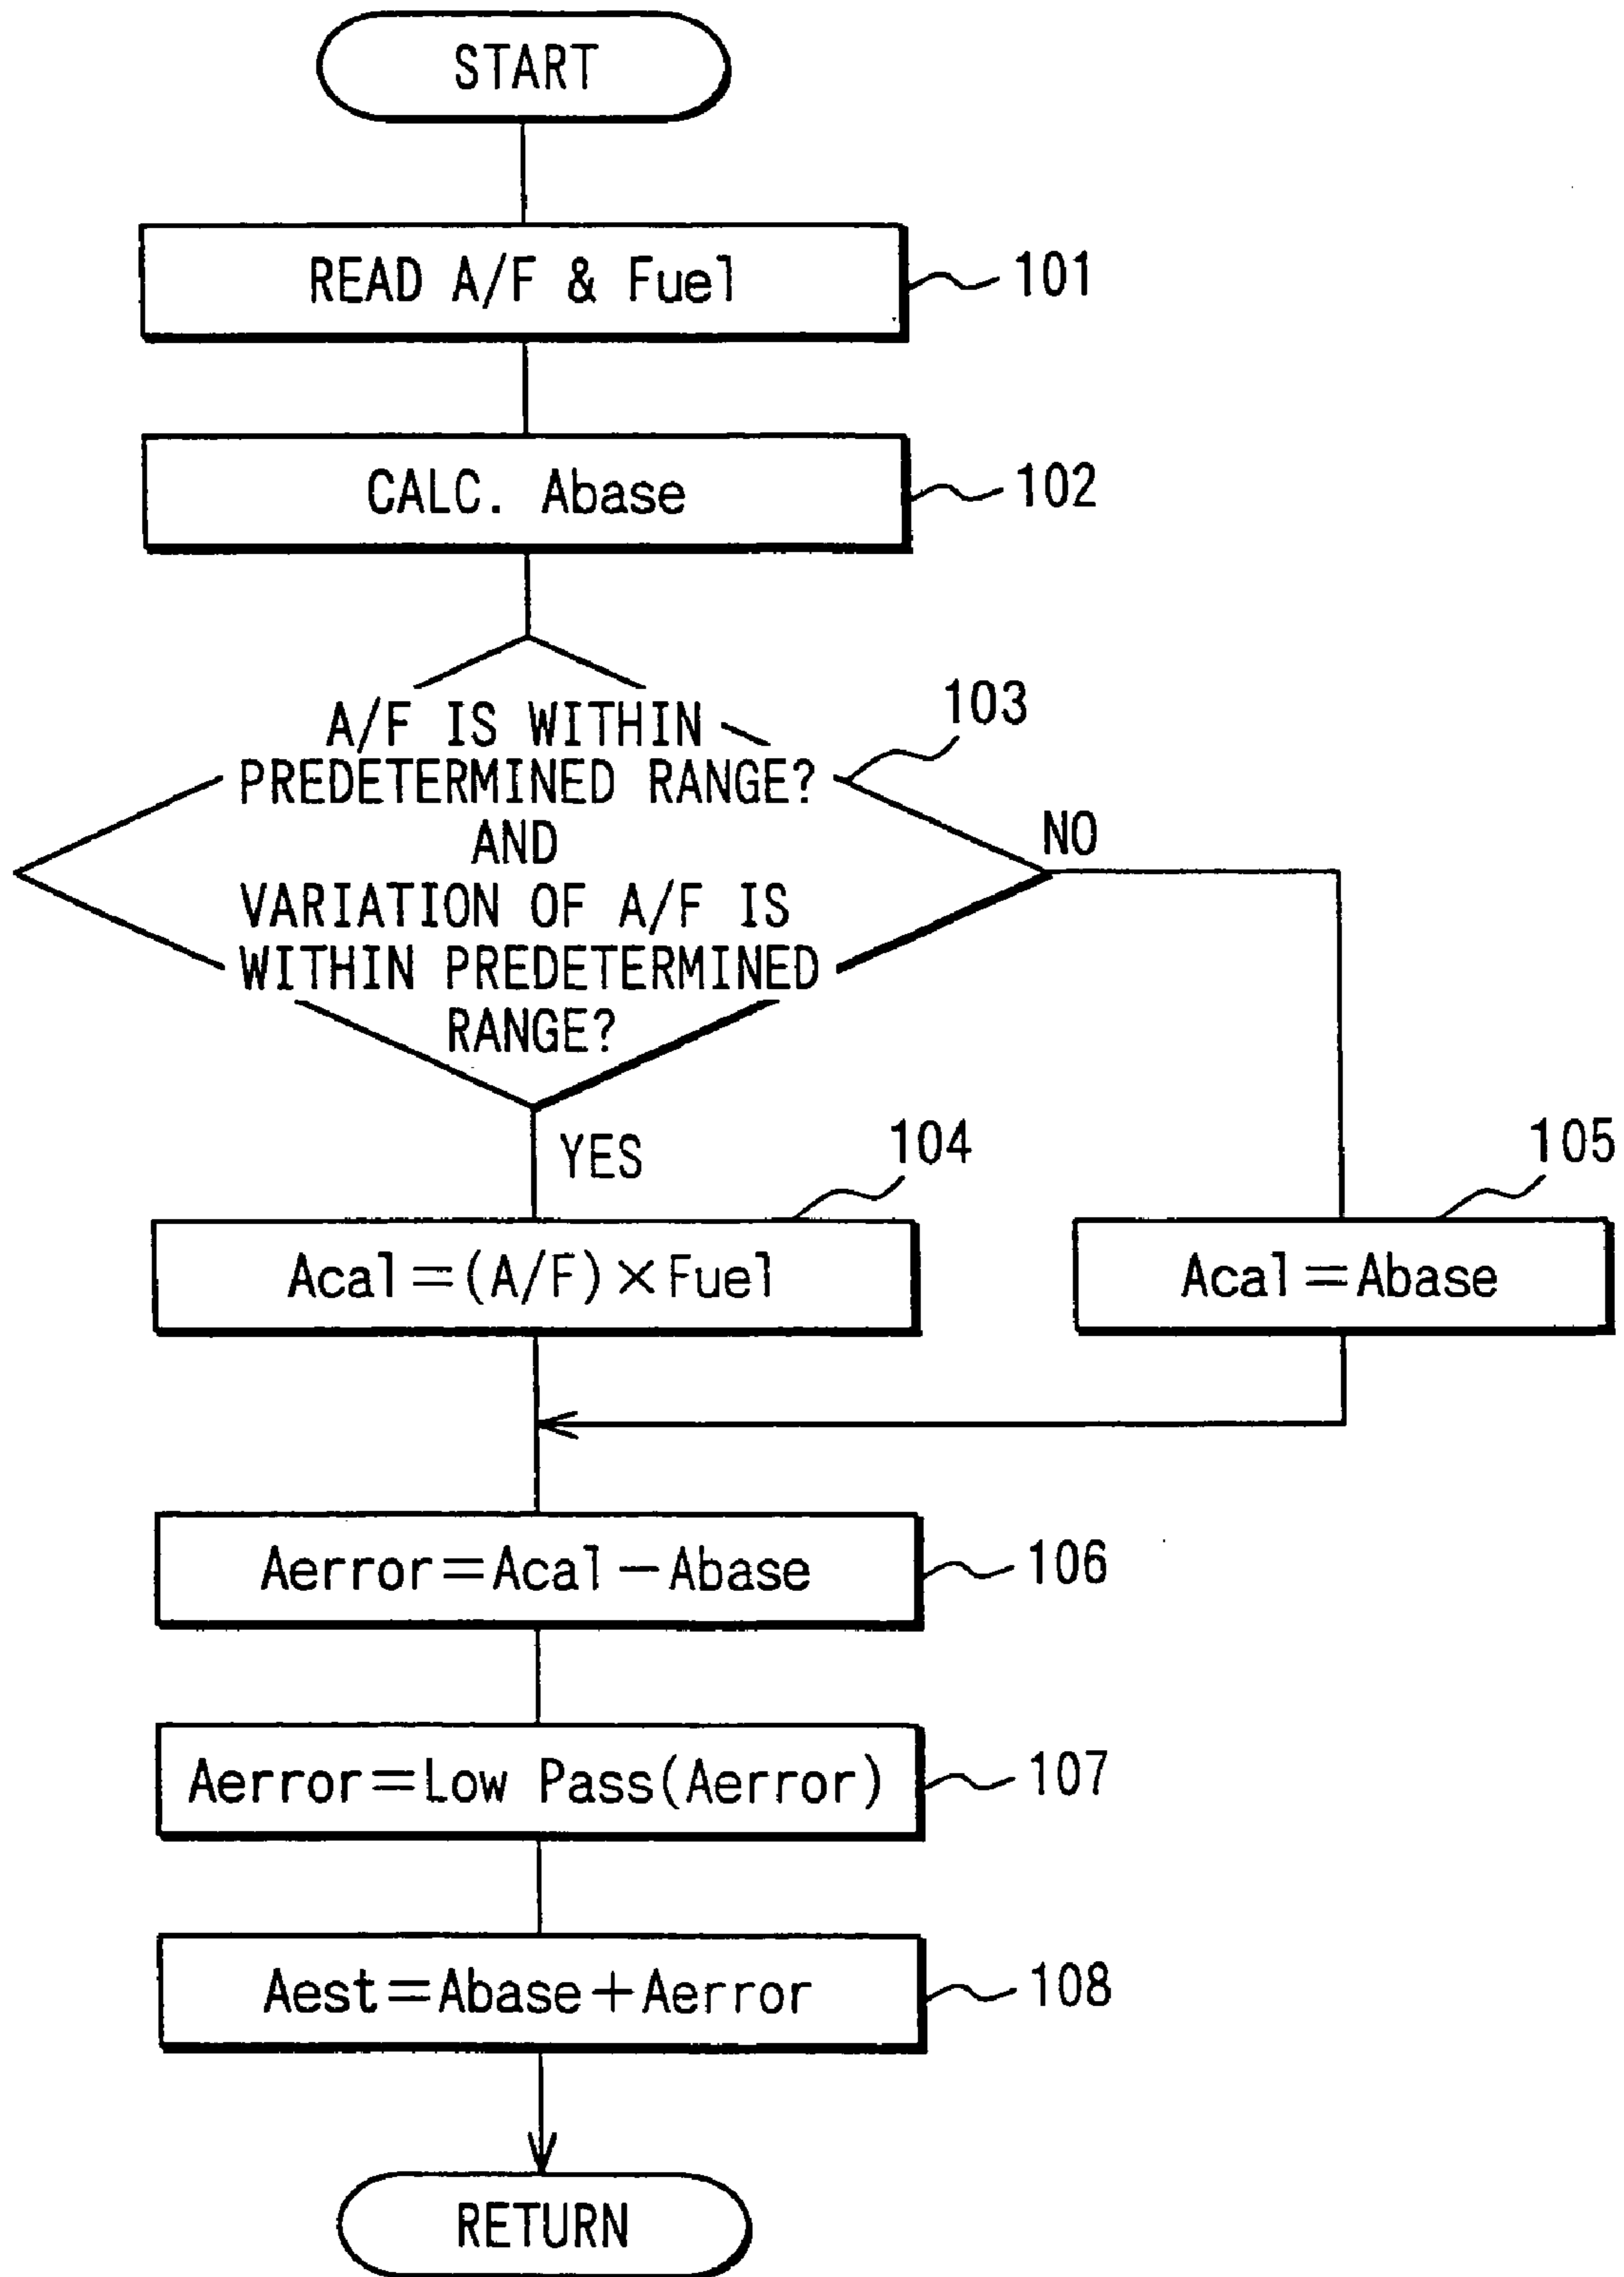 START
READ A/F & Fuel
101
CALC. Abase
102
A/F IS WITHIN
PREDETERMINED RANGE?
AND
VARIATION OF A/F IS
WITHIN PREDETERMINED
RANGE?
103
NO
YES
104
Acal=(A/F)×Fuel
105
Acal=Abase
Aerror=Acal-Abase
106
Aerror=Low Pass(Aerror)
107
Aest=Abase+Aerror
108
RETURN